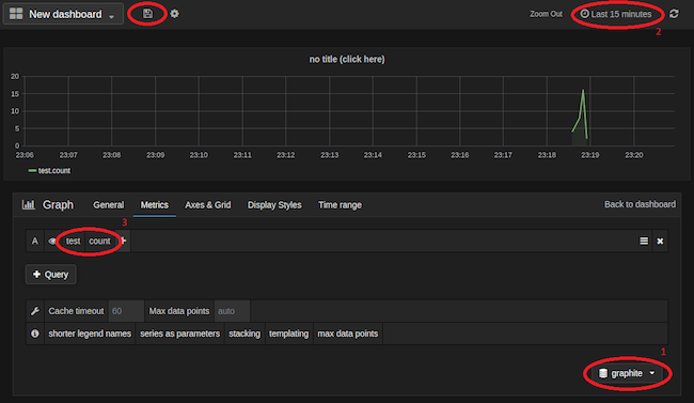 New dashboard
Zoom Out
Last 15 minutes
2
no title (click here)
20
15
10
5
0
23:06 23:07 23:08 23:09 23:10 23:11 23:12 23:13 23:14 23:15 23:16 23:17 23:18 23:19 23:20
test.count
Graph General Metrics Axes & Grid Display Styles Time range Back to dashboard
3
A test count +
+ Query
Cache timeout 60 Max data points auto
shorter legend names series as parameters stacking templating max data points
1
graphite